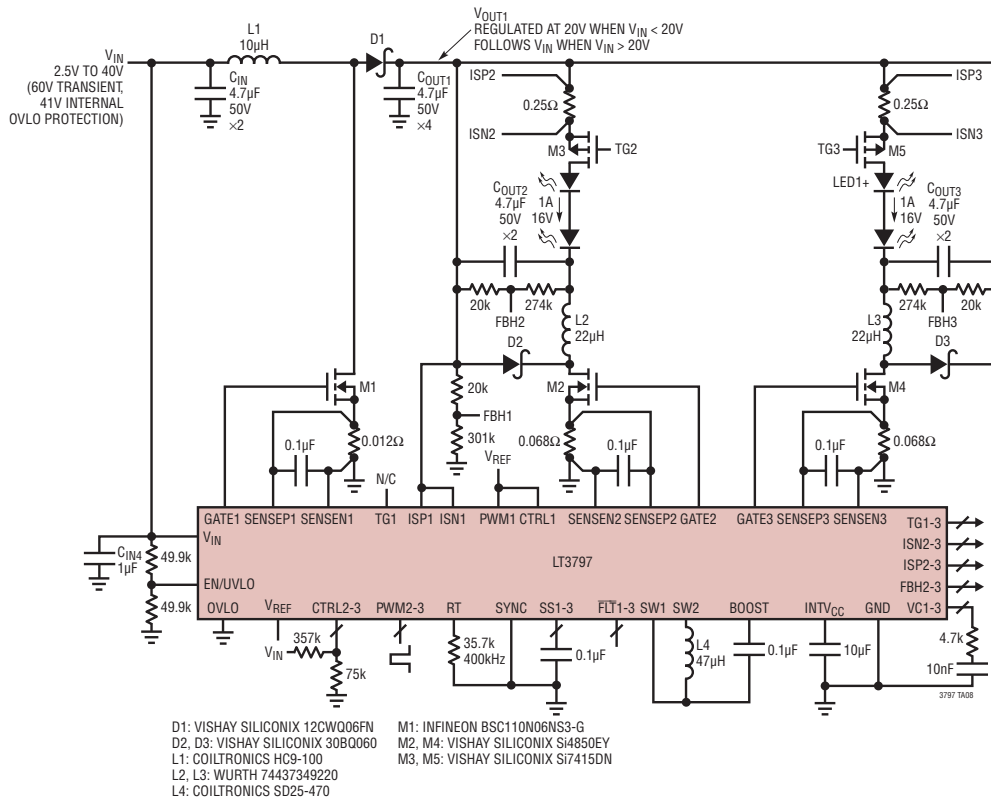 VOUT1
REGULATED AT 20V WHEN VIN < 20V
FOLLOWS VIN WHEN VIN > 20V
L1
10µH
D1
VIN
2.5V TO 40V
(60V TRANSIENT,
41V INTERNAL
OVLO PROTECTION)
CIN
4.7µF
50V
×2
COUT1
4.7µF
50V
×4
ISP2
0.25Ω
ISN2
M3
TG2
ISP3
0.25Ω
ISN3
TG3
M5
LED1+
COUT2
4.7µF
50V
×2
1A
16V
1A
16V
COUT3
4.7µF
50V
×2
20k
274k
FBH2
274k
20k
FBH3
L2
22µH
L3
22µH
D2
D3
M1
M2
M4
20k
FBH1
301k
0.1µF
0.012Ω
0.068Ω
0.1µF
0.1µF
0.068Ω
N/C
VREF
GATE1 SENSEP1 SENSEN1 TG1 ISP1 ISN1 PWM1 CTRL1 SENSEN2 SENSEP2 GATE2 GATE3 SENSEP3 SENSEN3
VIN
EN/UVLO
LT3797
TG1-3
ISN2-3
ISP2-3
FBH2-3
VC1-3
CIN4
1µF
49.9k
49.9k
OVLO VREF CTRL2-3 PWM2-3 RT SYNC SS1-3 FLT1-3 SW1 SW2 BOOST INTVCC GND
357k
VIN
75k
35.7k
400kHz
0.1µF
L4
47µH
0.1µF
10µF
4.7k
10nF
3797 TA08
D1: VISHAY SILICONIX 12CWQ06FN
D2, D3: VISHAY SILICONIX 30BQ060
L1: COILTRONICS HC9-100
L2, L3: WURTH 74437349220
L4: COILTRONICS SD25-470
M1: INFINEON BSC110N06NS3-G
M2, M4: VISHAY SILICONIX Si4850EY
M3, M5: VISHAY SILICONIX Si7415DN